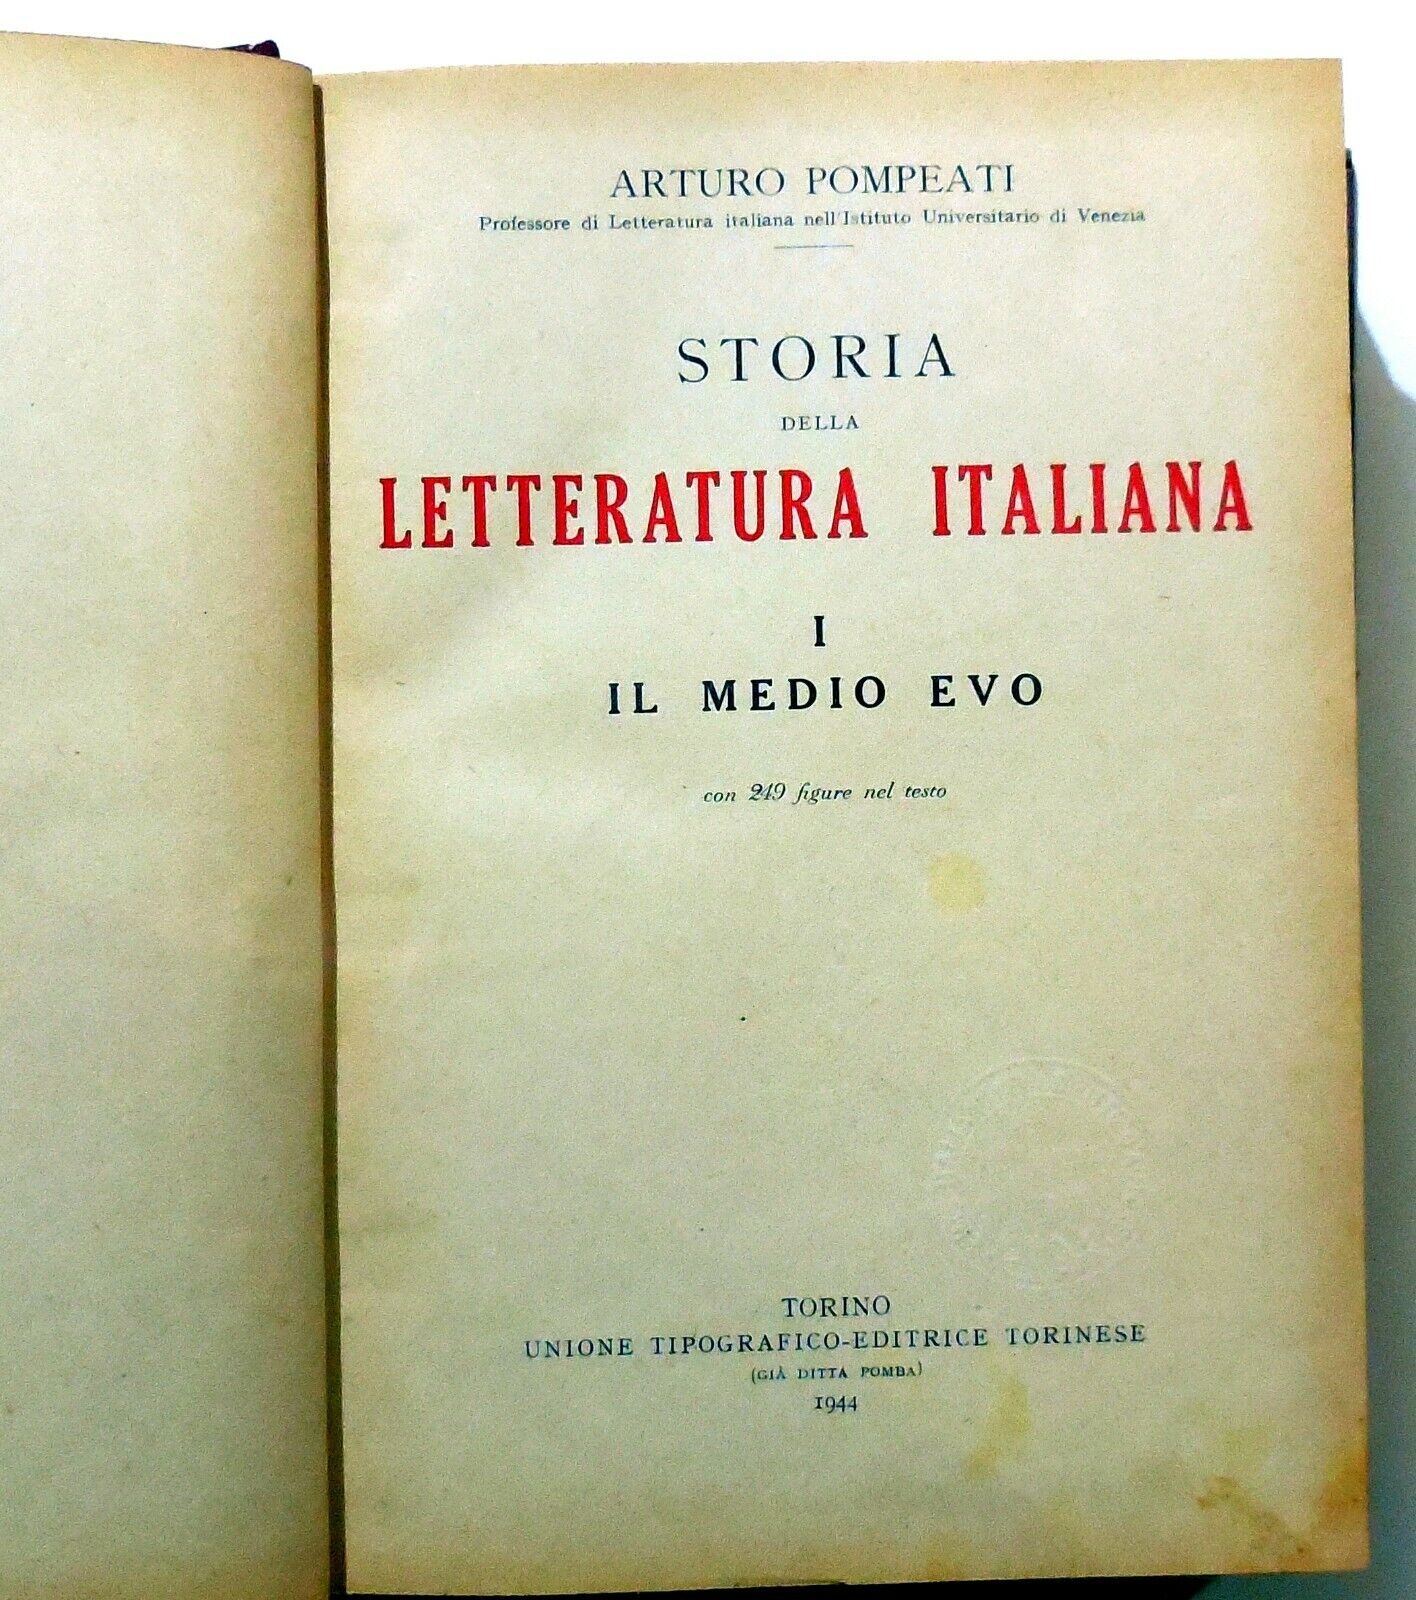 ARTURO POMPEATI
Professore di Letteratura italiana nell'Istituto Universitario di Venezia
STORIA
DELLA
LETTERATURA ITALIANA
I
IL MEDIO EVO
con 249 figure nel testo
TORINO
UNIONE TIPOGRAFICO-EDITRICE TORINESE
(GIÀ DITTA POMBA)
1944